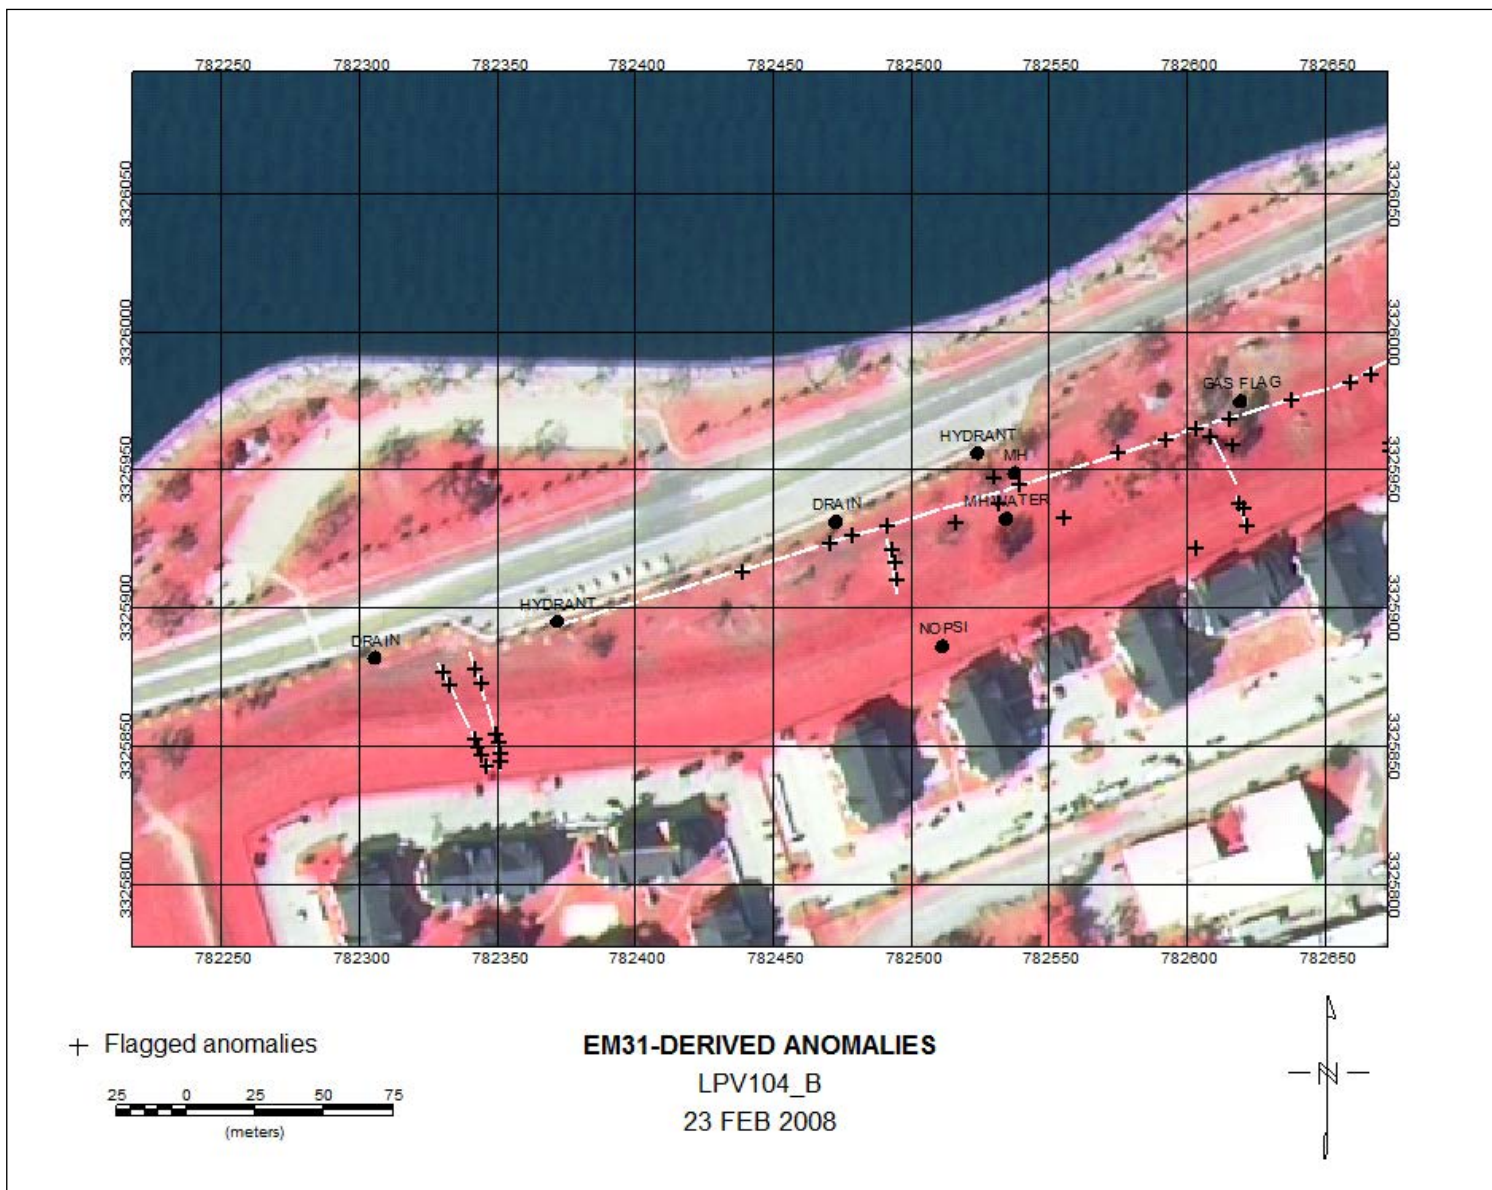 782250 782300 782350 782400 782450 782500 782550 782600 782650
3326050 3326050
3326000 3326000
GAS FLAG
HYDRANT
3325950 MH 3325950
DRAIN MH WATER
3325900 HYDRANT 3325900
DRAIN NOPSI
3325850 3325850
3325800 3325800
782250 782300 782350 782400 782450 782500 782550 782600 782650
+ Flagged anomalies
EM31-DERIVED ANOMALIES
LPV104_B
23 FEB 2008
25 0 25 50 75
(meters)
N